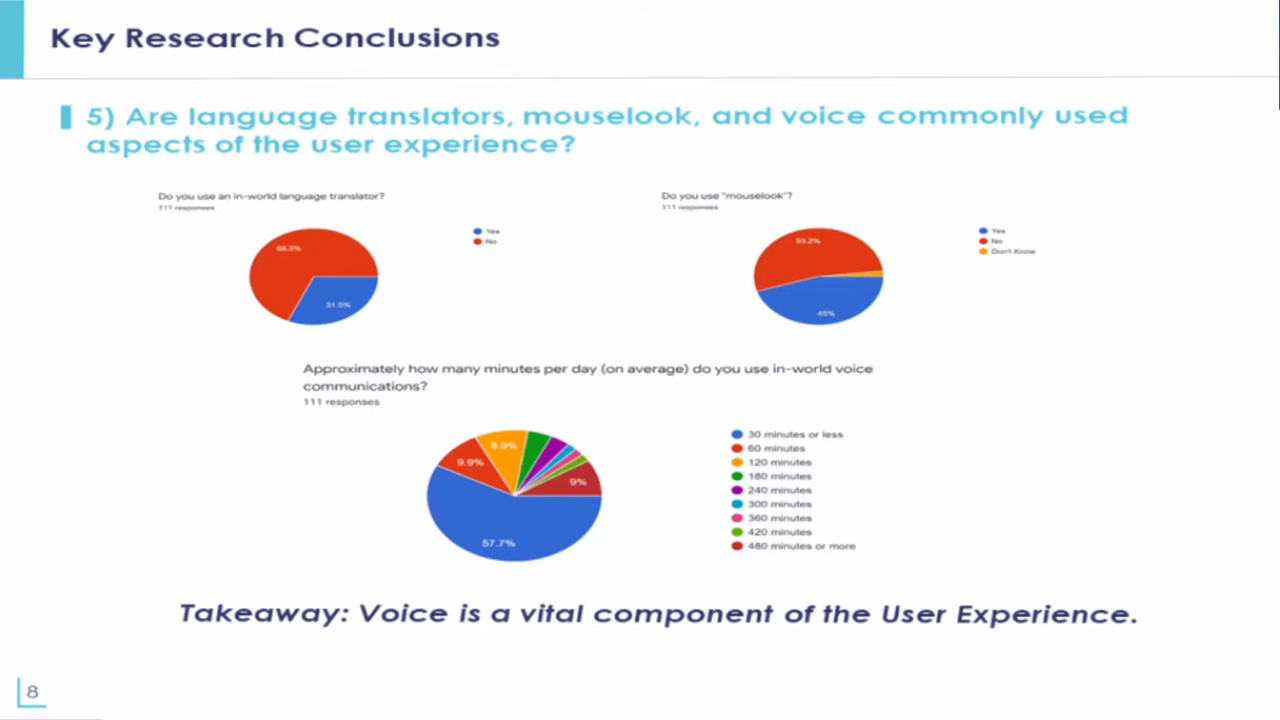 Key Research Conclusions
5) Are language translators, mouselook, and voice commonly used
aspects of the user experience?
Do you use an in-world language translator?
111 responses
68.5%
31.5%
Yes
No
Do you use "mouselook"?
111 responses
53.2%
45%
Yes
No
Don't Know
Approximately how many minutes per day (on average) do you use in-world voice
communications?
111 responses
9.9%
9.9%
9%
57.7%
30 minutes or less
60 minutes
120 minutes
180 minutes
240 minutes
300 minutes
360 minutes
420 minutes
480 minutes or more
Takeaway: Voice is a vital component of the User Experience.
8